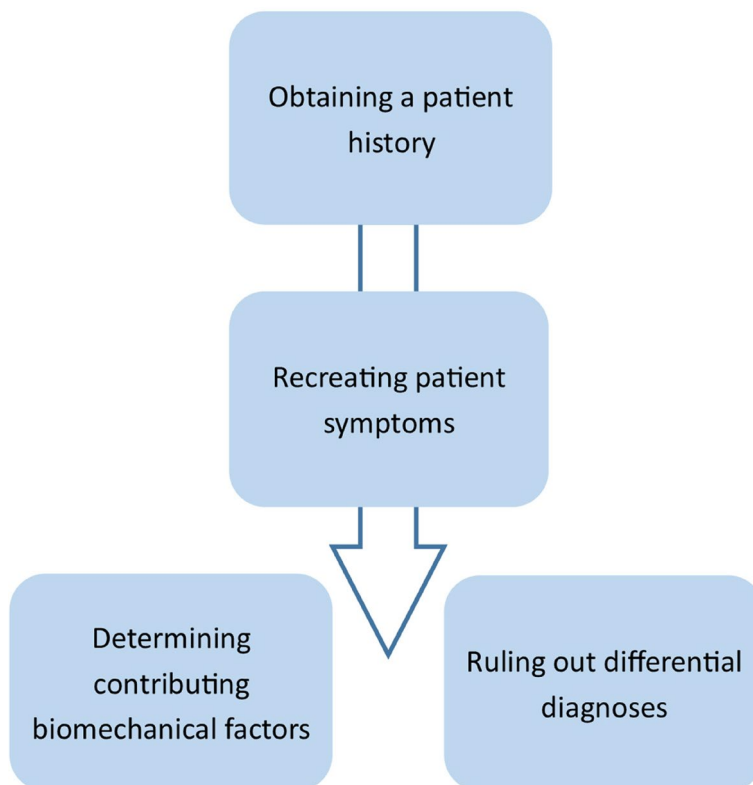 Obtaining a patient
history
Recreating patient
symptoms
Determining
contributing
biomechanical factors
Ruling out differential
diagnoses